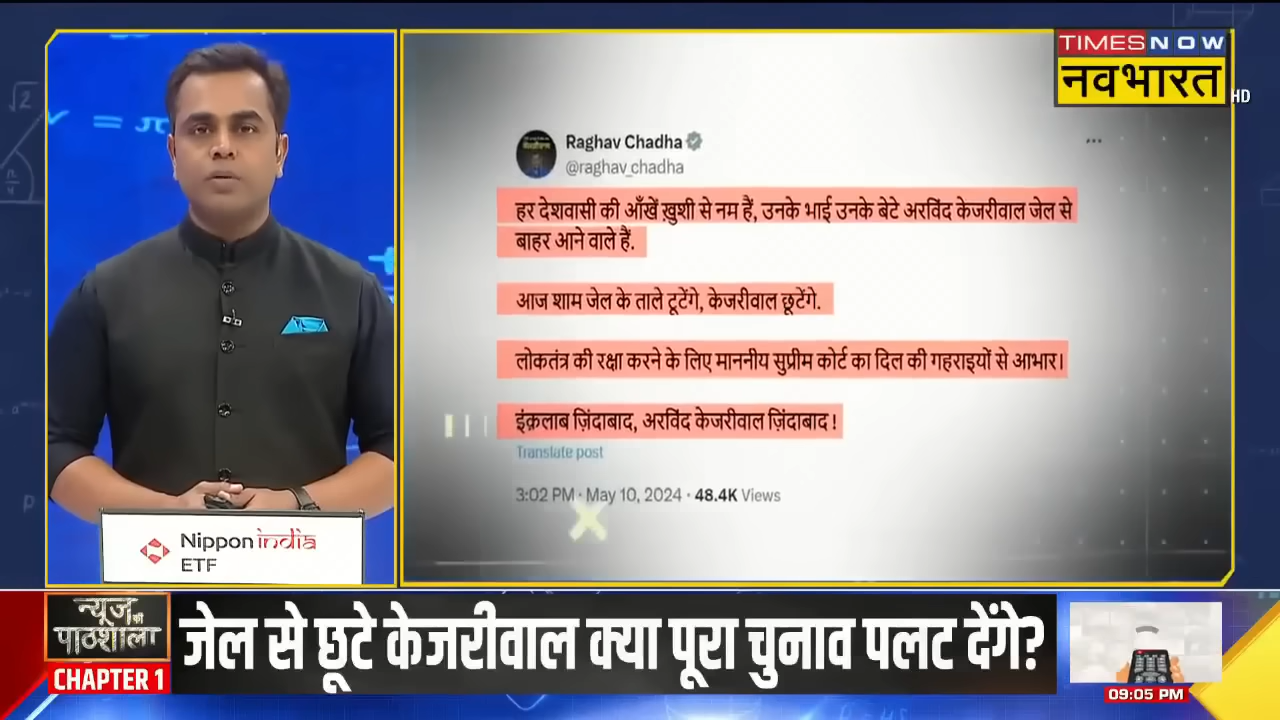 TIMES NOW
नवभारत
HD
√2
= π
π/4
Raghav Chadha
@raghav_chadha
हर देशवासी की आँखें ख़ुशी से नम हैं, उनके भाई उनके बेटे अरविंद केजरीवाल जेल से
बाहर आने वाले हैं.
आज शाम जेल के ताले टूटेंगे, केजरीवाल छूटेंगे.
लोकतंत्र की रक्षा करने के लिए माननीय सुप्रीम कोर्ट का दिल की गहराइयों से आभार।
इंक़लाब ज़िंदाबाद, अरविंद केजरीवाल ज़िंदाबाद !
Translate post
3:02 PM · May 10, 2024 · 48.4K Views
Nippon india
ETF
न्यूज़ की
पाठशाला
CHAPTER 1
जेल से छूटे केजरीवाल क्या पूरा चुनाव पलट देंगे?
09:05 PM